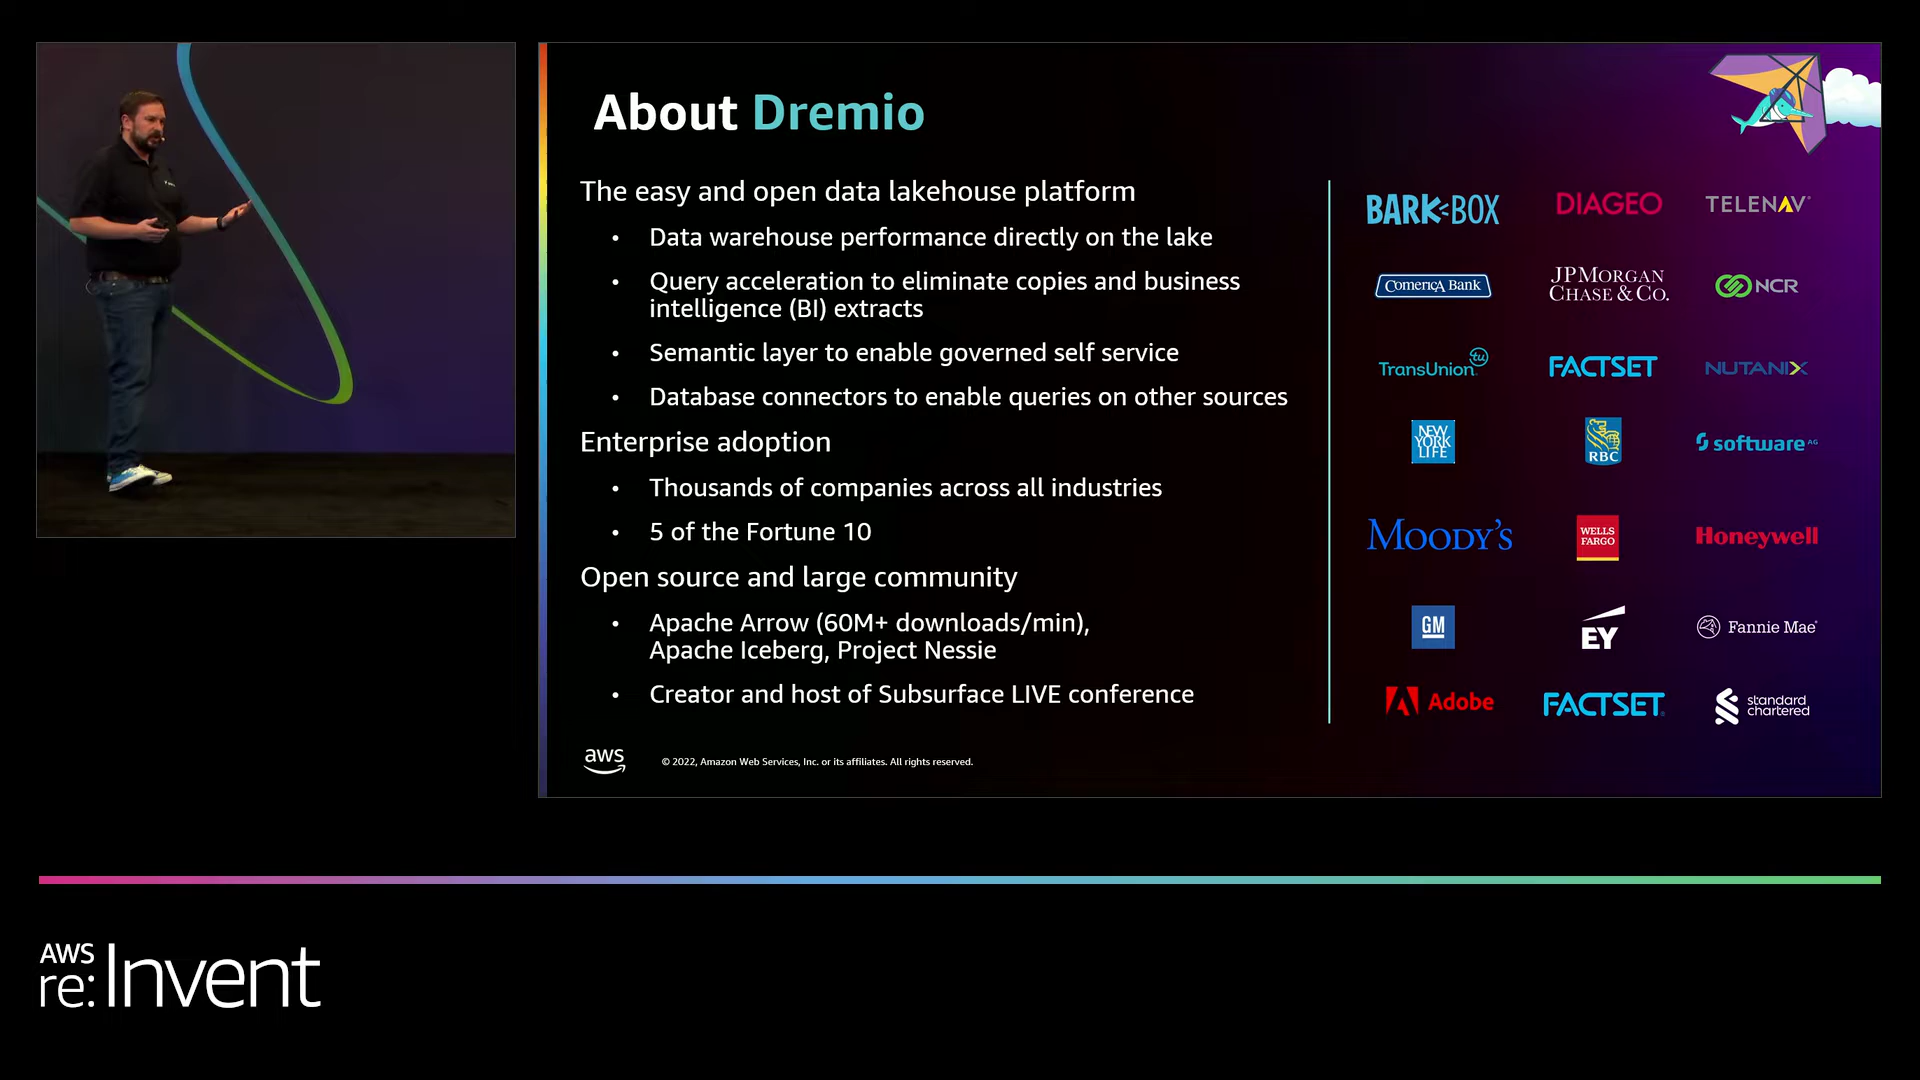 About Dremio
The easy and open data lakehouse platform
• Data warehouse performance directly on the lake
• Query acceleration to eliminate copies and business
intelligence (BI) extracts
• Semantic layer to enable governed self service
• Database connectors to enable queries on other sources
Enterprise adoption
• Thousands of companies across all industries
• 5 of the Fortune 10
Open source and large community
• Apache Arrow (60M+ downloads/min),
Apache Iceberg, Project Nessie
• Creator and host of Subsurface LIVE conference
BARK BOX
DIAGEO
TELENAV
ComericA Bank
JPMORGAN
CHASE & CO.
NCR
TransUnion
tu
FACTSET
NUTANIX
NEW
YORK
LIFE
RBC
software AG
MOODY'S
WELLS
FARGO
Honeywell
GM
EY
Fannie Mae
Adobe
FACTSET
standard
chartered
aws
© 2022, Amazon Web Services, Inc. or its affiliates. All rights reserved.
AWS
re:Invent